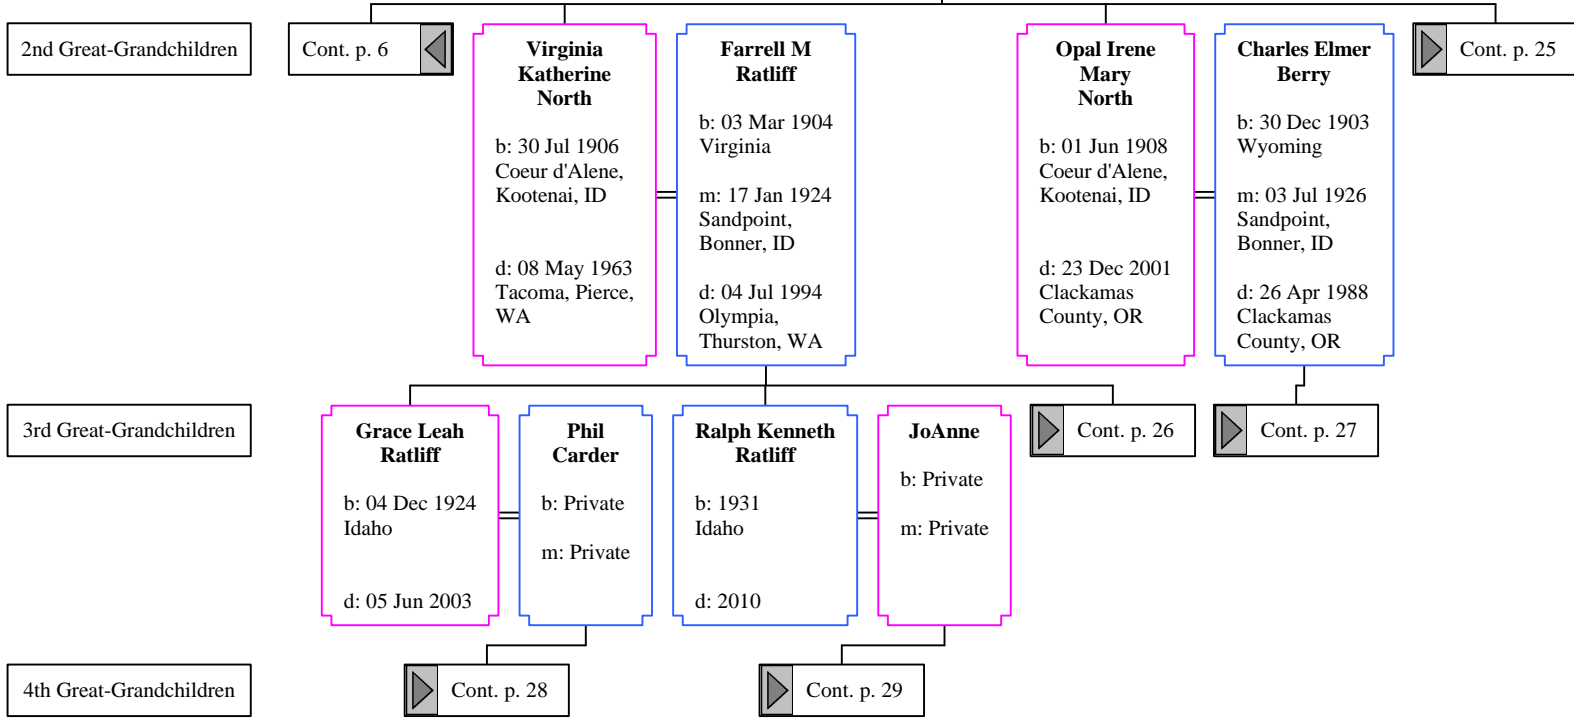 2nd Great-Grandchildren
Cont. p. 6
Virginia
Katherine
North
b: 30 Jul 1906
Coeur d'Alene,
Kootenai, ID
d: 08 May 1963
Tacoma, Pierce,
WA
Farrell M
Ratliff
b: 03 Mar 1904
Virginia
m: 17 Jan 1924
Sandpoint,
Bonner, ID
d: 04 Jul 1994
Olympia,
Thurston, WA
Opal Irene
Mary
North
b: 01 Jun 1908
Coeur d'Alene,
Kootenai, ID
d: 23 Dec 2001
Clackamas
County, OR
Charles Elmer
Berry
b: 30 Dec 1903
Wyoming
m: 03 Jul 1926
Sandpoint,
Bonner, ID
d: 26 Apr 1988
Clackamas
County, OR
Cont. p. 25
3rd Great-Grandchildren
Grace Leah
Ratliff
b: 04 Dec 1924
Idaho
d: 05 Jun 2003
Phil
Carder
b: Private
m: Private
Ralph Kenneth
Ratliff
b: 1931
Idaho
d: 2010
JoAnne
b: Private
m: Private
Cont. p. 26
Cont. p. 27
4th Great-Grandchildren
Cont. p. 28
Cont. p. 29